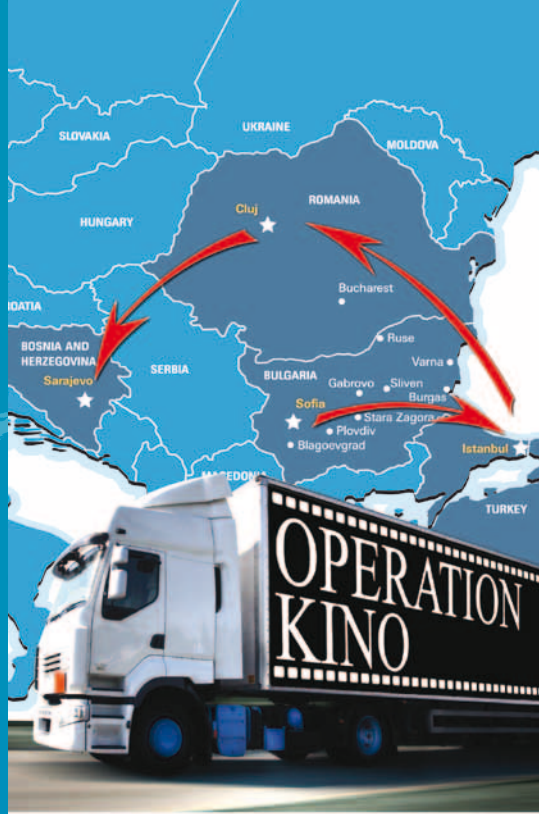 SLOVAKIA
UKRAINE
MOLDOVA
HUNGARY
ROMANIA
Cluj
Bucharest
OATIA
BOSNIA AND
HERZEGOVINA
Sarajevo
SERBIA
BULGARIA
Ruse
Varna
Gabrovo
Sliven
Burgas
Sofia
Stara Zagora
Plovdiv
Blagoevgrad
Istanbul
MACEDONIA
TURKEY
OPERATION
KINO